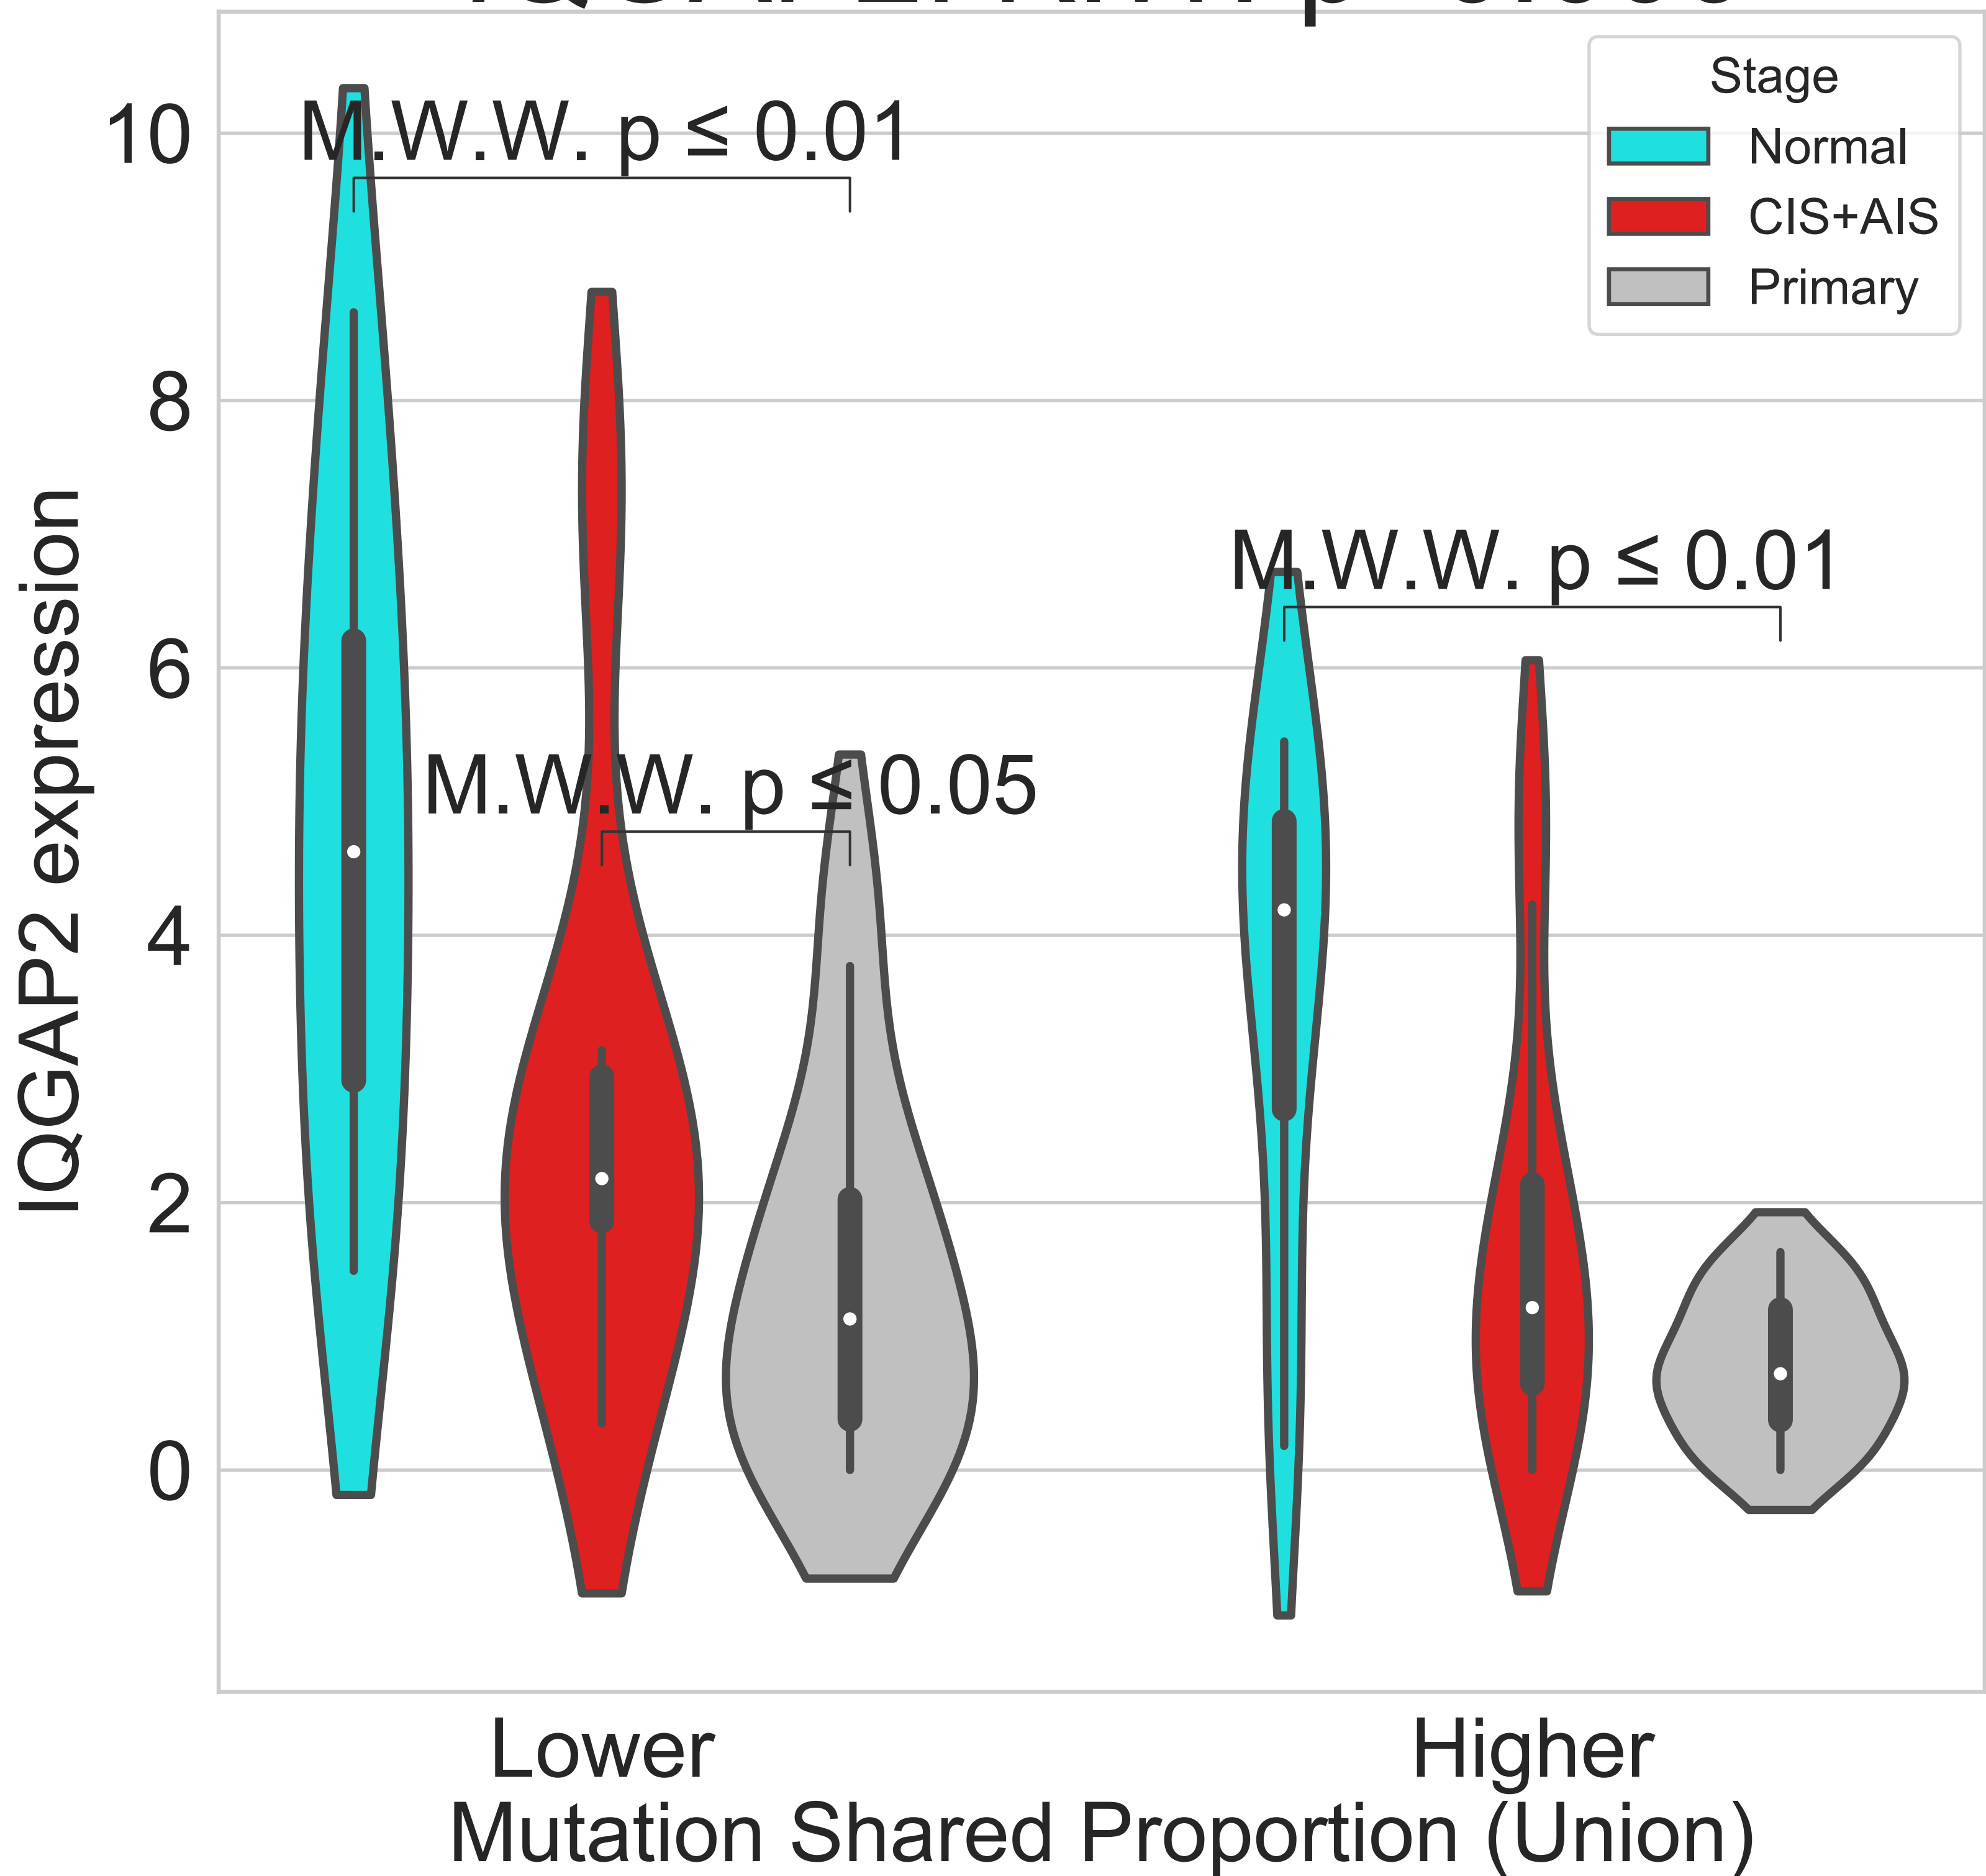 Stage
Normal
CIS+AIS
Primary
M.W.W. p ≤ 0.01
M.W.W. p ≤ 0.01
M.W.W. p ≤ 0.05
10
8
6
4
2
0
IQGAP2 expression
Lower
Higher
Mutation Shared Proportion (Union)